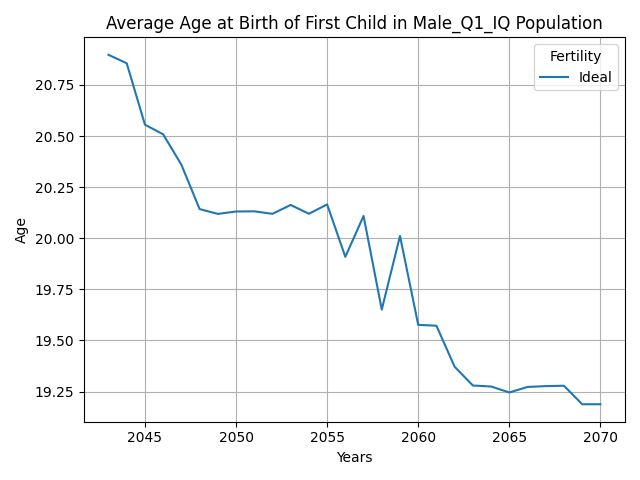 Average Age at Birth of First Child in Male_Q1_IQ Population
Fertility
Ideal
20.75
20.50
20.25
20.00
19.75
19.50
19.25
Age
2045 2050 2055 2060 2065 2070
Years